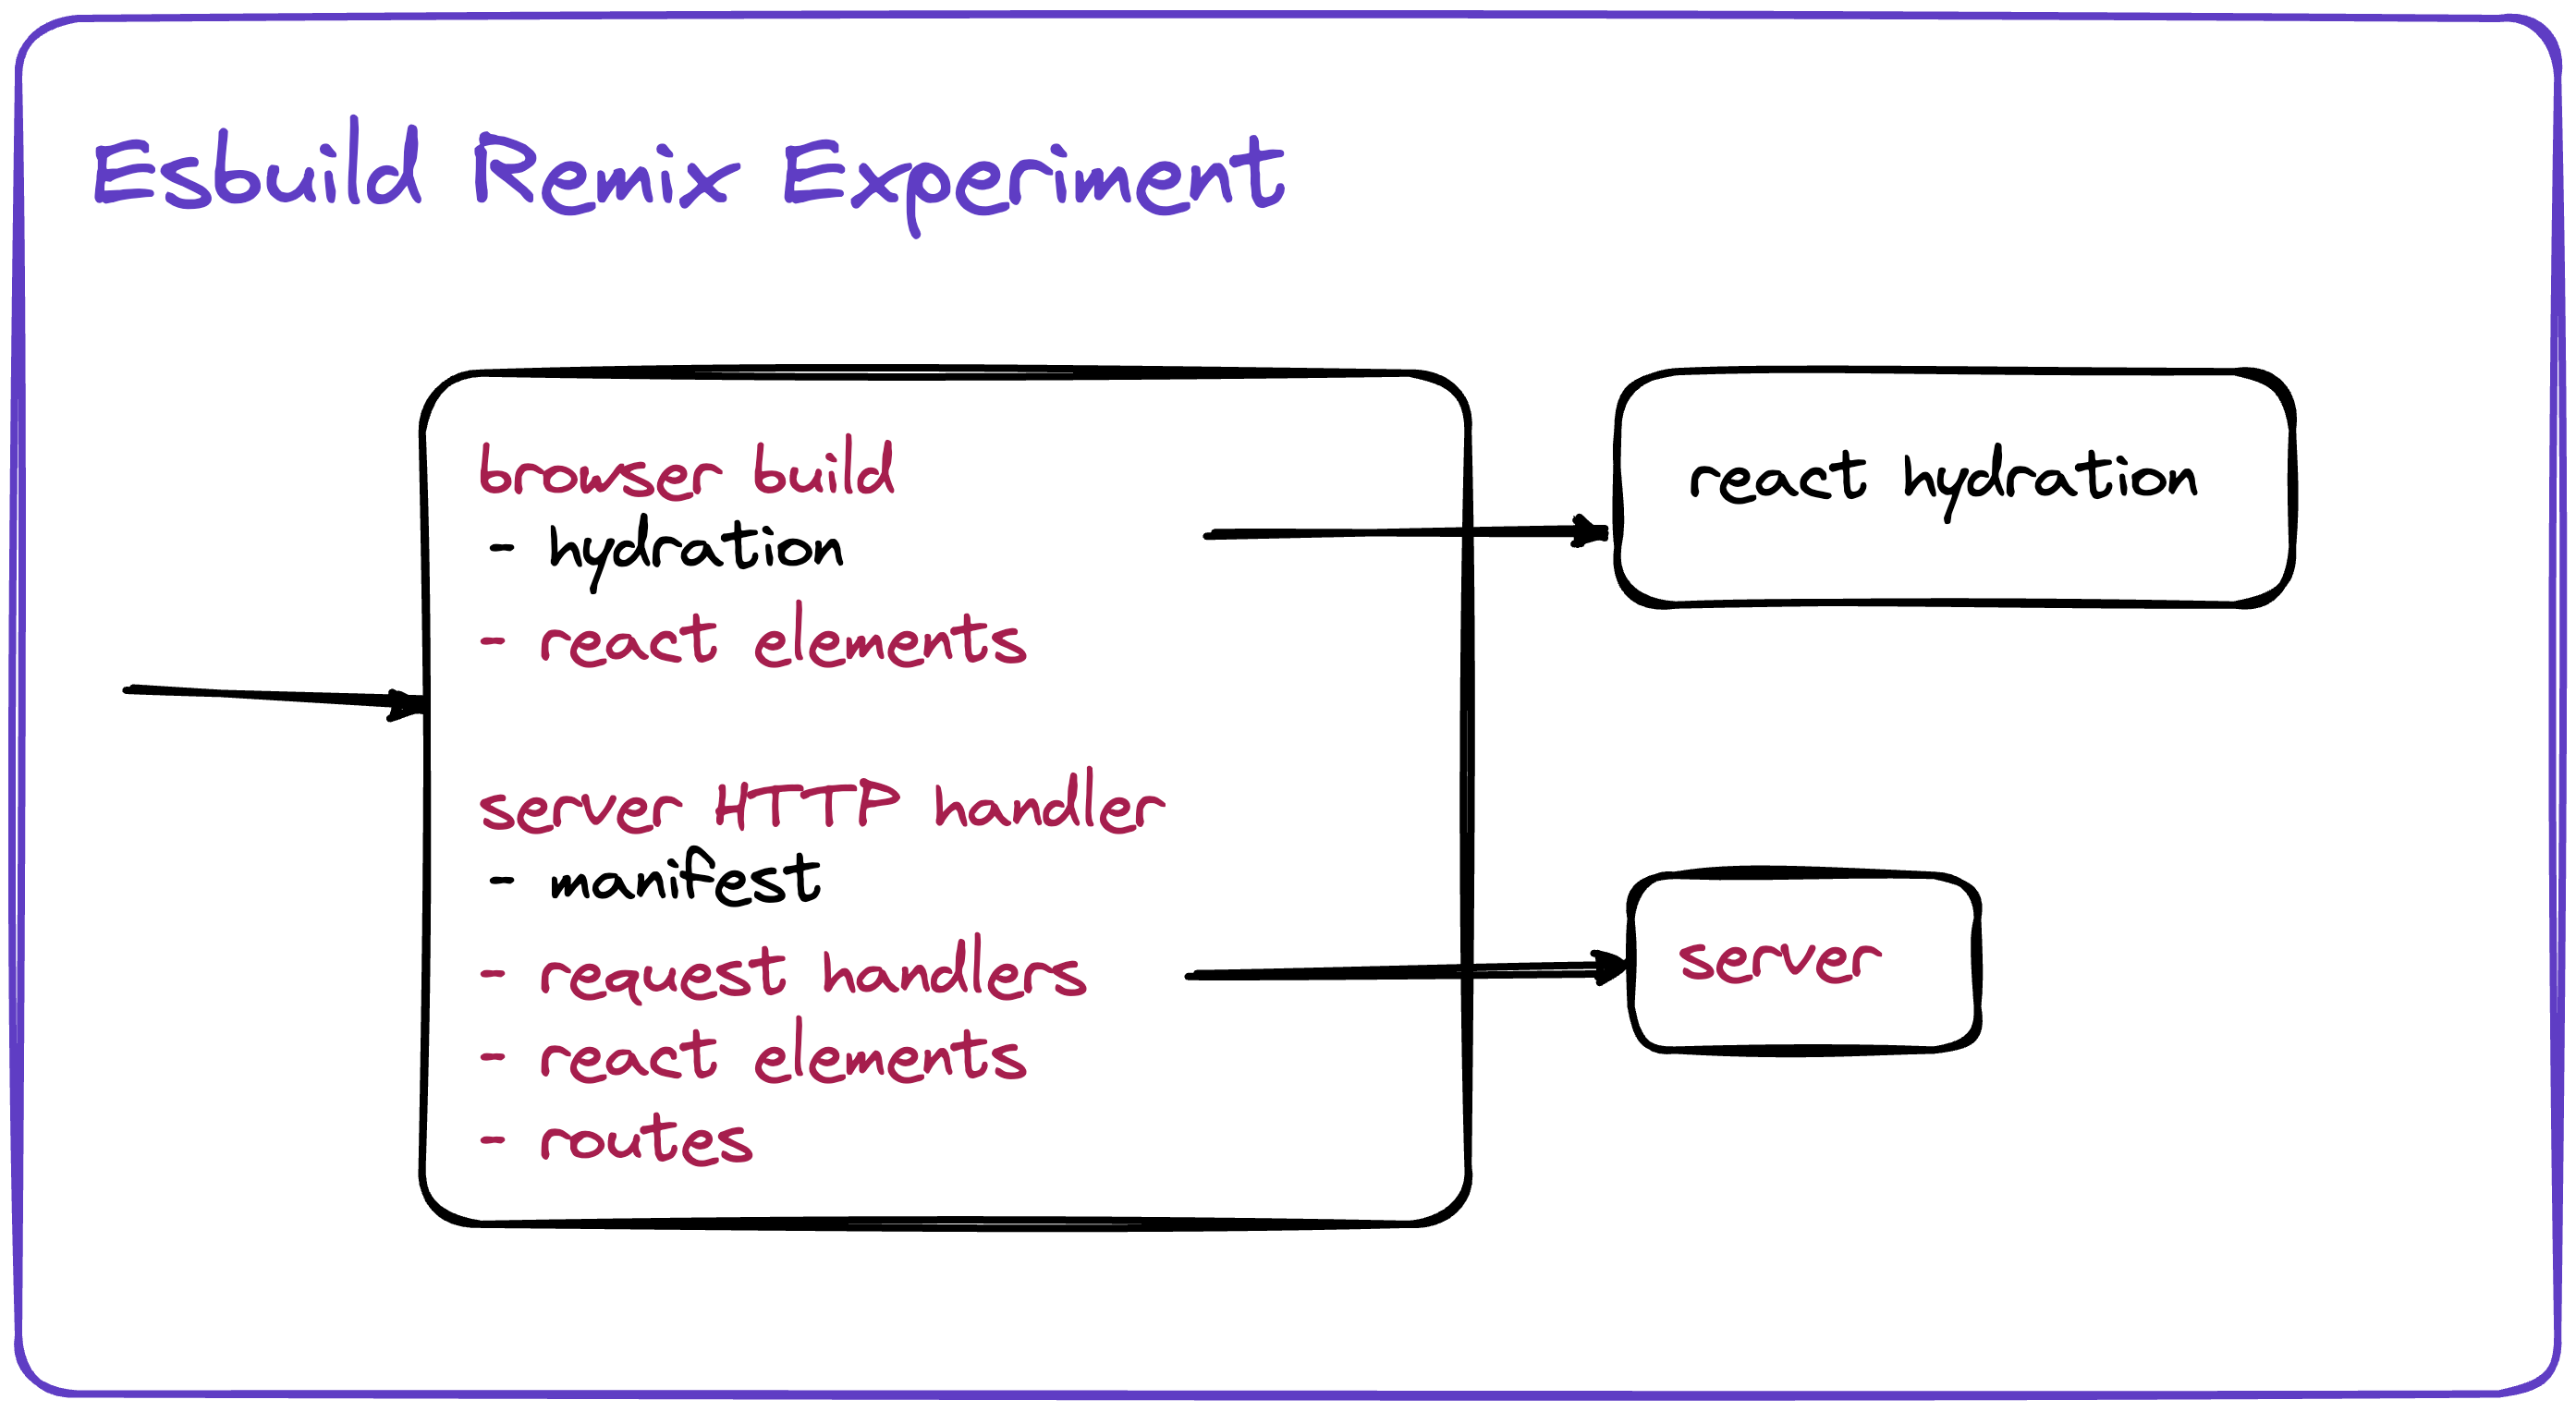 Esbuild Remix Experiment
browser build
- hydration
- react elements
server HTTP handler
- manifest
- request handlers
- react elements
- routes
react hydration
server